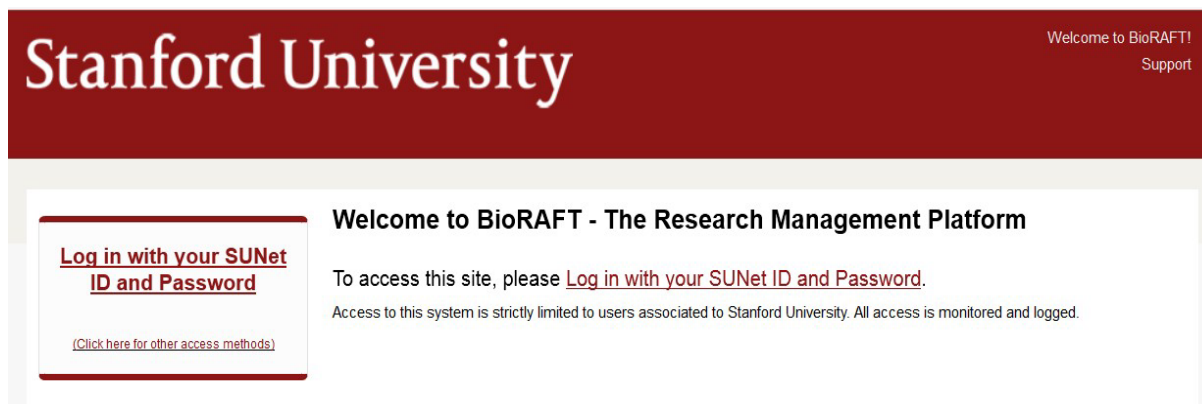 Stanford University
Welcome to BioRAFT!
Support
Log in with your SUNet
ID and Password
(Click here for other access methods)
Welcome to BioRAFT - The Research Management Platform
To access this site, please Log in with your SUNet ID and Password.
Access to this system is strictly limited to users associated to Stanford University. All access is monitored and logged.